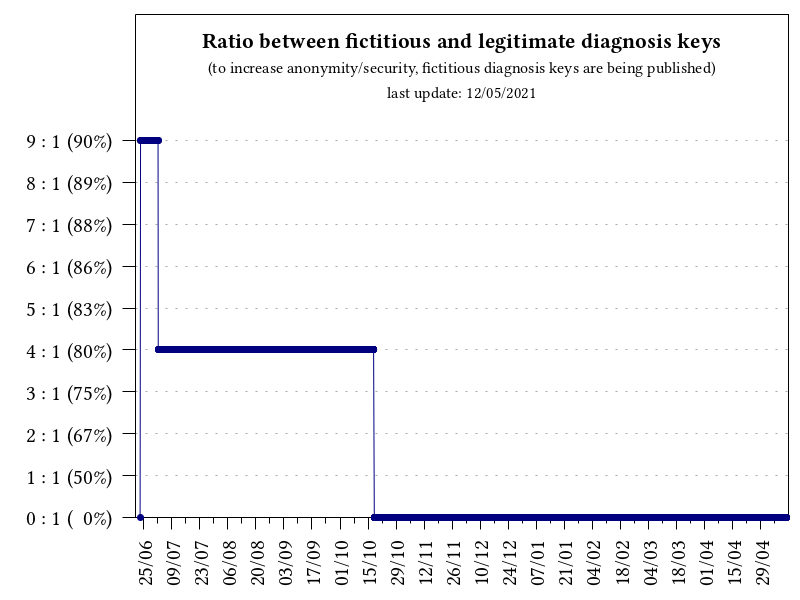 Ratio between fictitious and legitimate diagnosis keys
(to increase anonymity/security, fictitious diagnosis keys are being published)
last update: 12/05/2021
9 : 1 (90%)
8 : 1 (89%)
7 : 1 (88%)
6 : 1 (86%)
5 : 1 (83%)
4 : 1 (80%)
3 : 1 (75%)
2 : 1 (67%)
1 : 1 (50%)
0 : 1 (  0%)
25/06
09/07
23/07
06/08
20/08
03/09
17/09
01/10
15/10
29/10
12/11
26/11
10/12
24/12
07/01
21/01
04/02
18/02
04/03
18/03
01/04
15/04
29/04